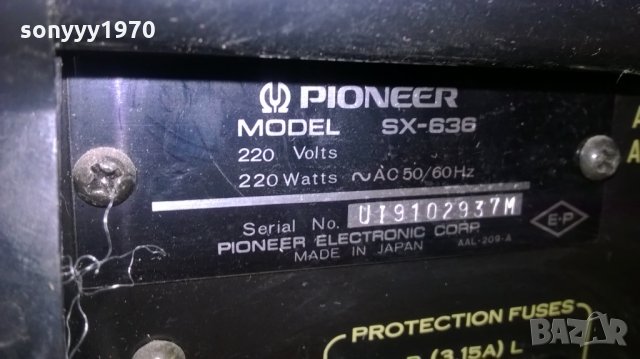 sonyyy1970
PIONEER
MODEL SX-636
220 Volts
220 Watts ~AC 50/60Hz
Serial No. UI9102937M
PIONEER ELECTRONIC CORP
MADE IN JAPAN AAL-209-A
E-P
PROTECTION FUSES
(3.15A) L
BAZAR